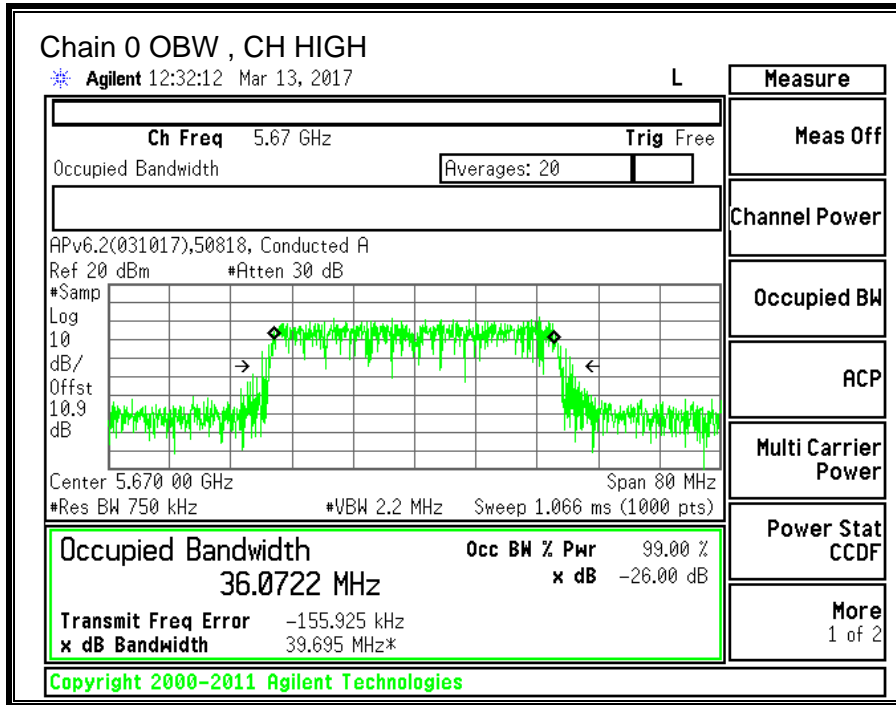 Chain 0 OBW , CH HIGH
Agilent 12:32:12 Mar 13, 2017 L
Measure
Ch Freq 5.67 GHz Trig Free
Meas Off
Occupied Bandwidth Averages: 20
Channel Power
APv6.2(031017),50818, Conducted A
Ref 20 dBm #Atten 30 dB
#Samp
Log
10
dB/
Offst
10.9
dB
Occupied BW
ACP
Center 5.670 00 GHz Span 80 MHz
#Res BW 750 kHz #VBW 2.2 MHz Sweep 1.066 ms (1000 pts)
Multi Carrier
Power
Occupied Bandwidth Occ BW % Pwr 99.00 %
36.0722 MHz x dB -26.00 dB
Power Stat
CCDF
Transmit Freq Error -155.925 kHz
x dB Bandwidth 39.695 MHz*
More
1 of 2
Copyright 2000-2011 Agilent Technologies